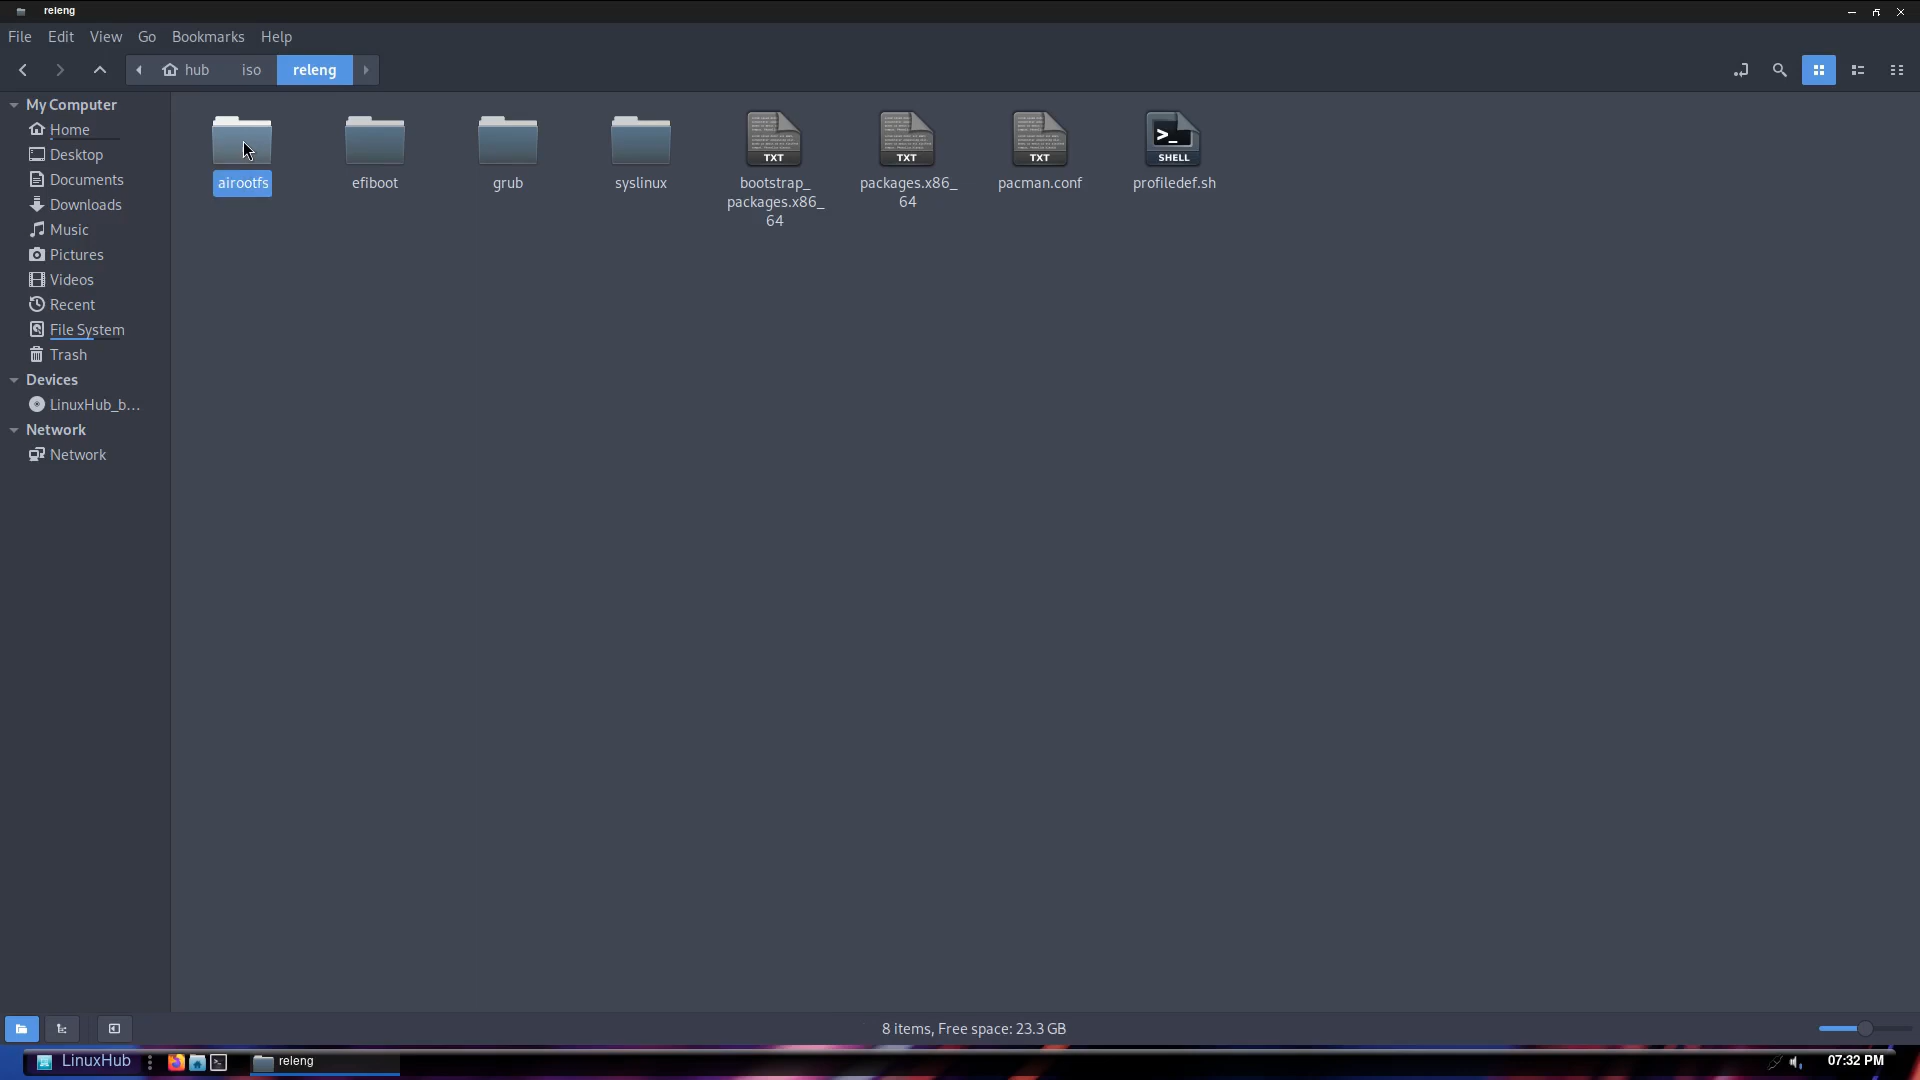 releng
File Edit View Go Bookmarks Help
hub iso releng
My Computer
Home
Desktop
Documents
Downloads
Music
Pictures
Videos
Recent
File System
Trash
Devices
LinuxHub_b...
Network
Network
airootfs
efiboot
grub
syslinux
TXT
bootstrap_
packages.x86_
64
TXT
packages.x86_
64
TXT
pacman.conf
>_
SHELL
profiledef.sh
8 items, Free space: 23.3 GB
LinuxHub releng 07:32 PM